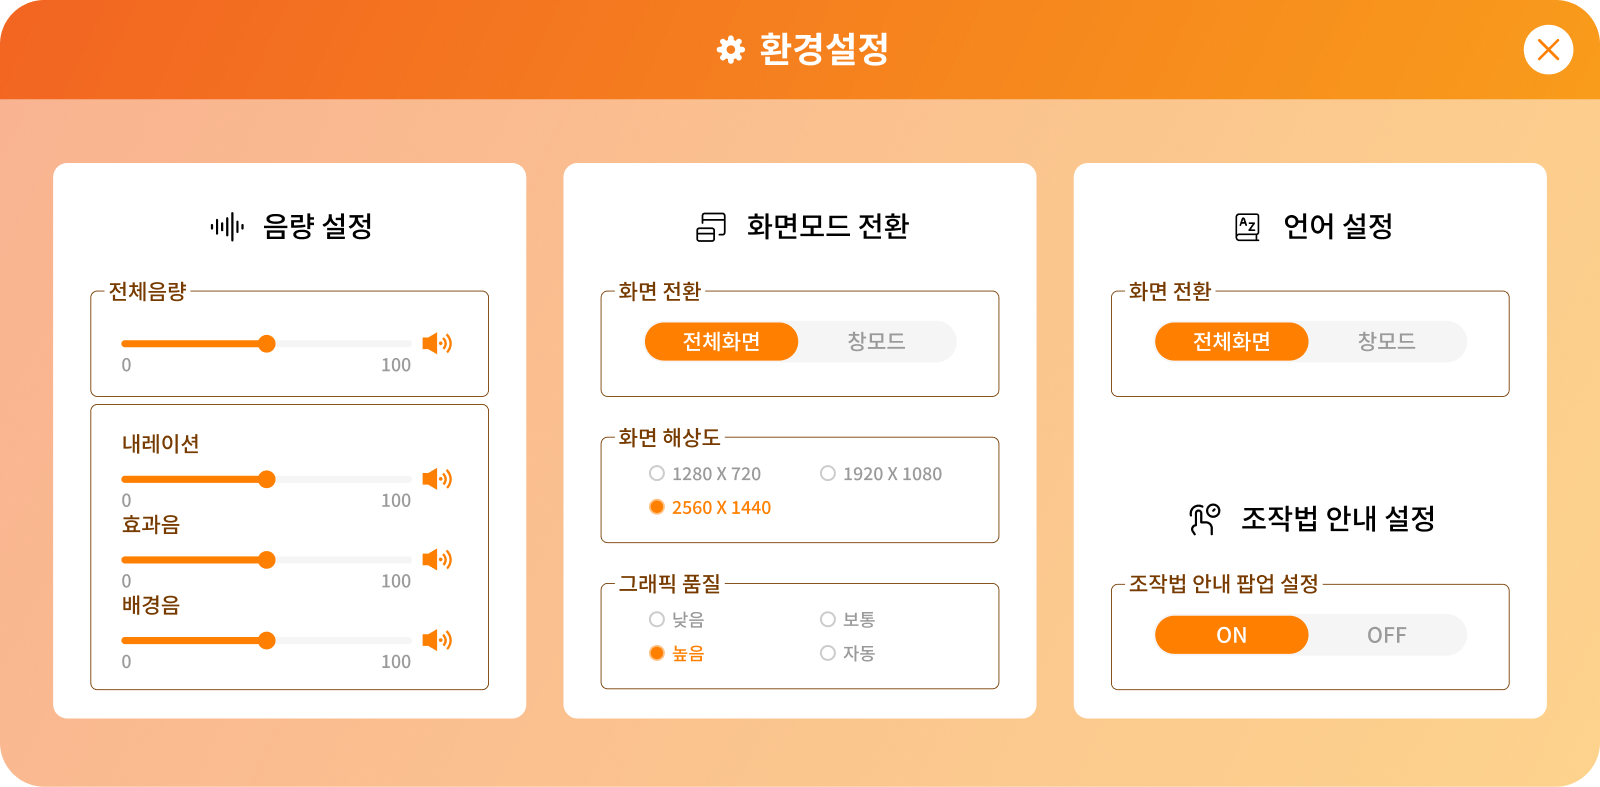 환경설정
음량 설정
전체음량
0 100
내레이션
0 100
효과음
0 100
배경음
0 100
화면모드 전환
화면 전환
전체화면 창모드
화면 해상도
1280 X 720 1920 X 1080
2560 X 1440
그래픽 품질
낮음 보통
높음 자동
AZ 언어 설정
화면 전환
전체화면 창모드
조작법 안내 설정
조작법 안내 팝업 설정
ON OFF